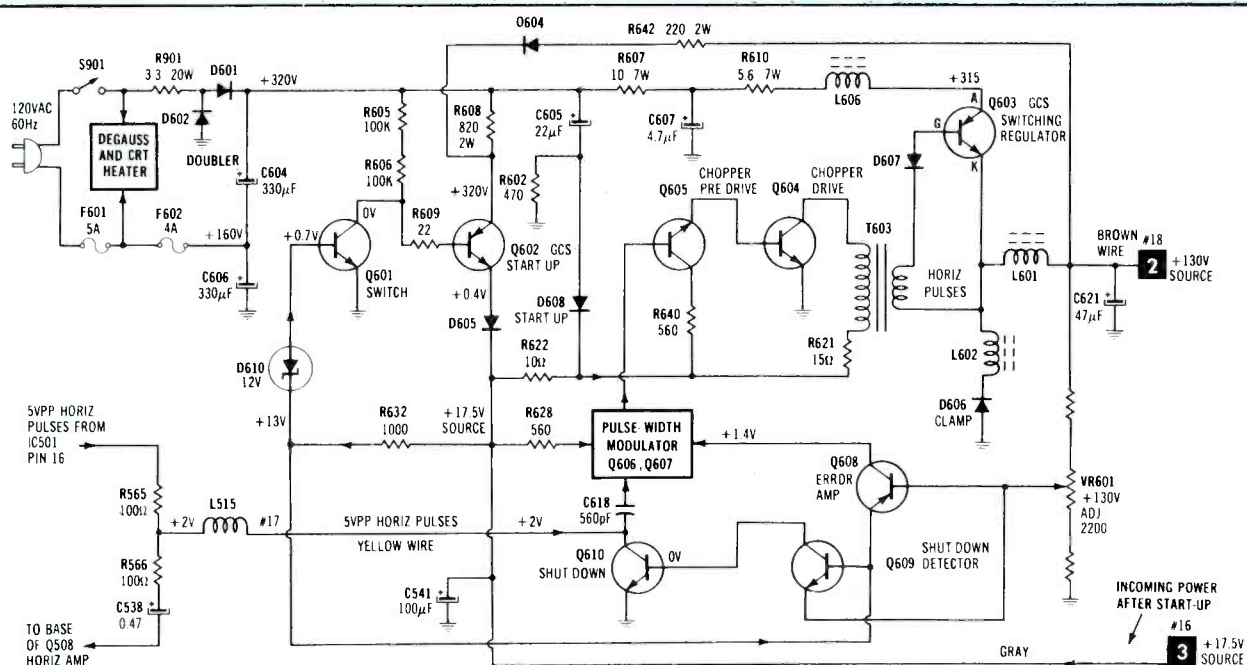 O604
R642 220 2W
S901
R901
3.3 20W
D601
+320V
R607
10 7W
R610
5.6 7W
L606
+315
A
Q603 GCS
SWITCHING
REGULATOR
G
K
120VAC
60Hz
D602
DEGAUSS
AND CRT
HEATER
DOUBLER
C604
330µF
R605
100K
R606
100K
R608
820
2W
C605
22µF
C607
4.7µF
D607
R602
470
CHOPPER
PRE DRIVE
Q605
CHOPPER
DRIVE
Q604
T603
F601
5A
F602
4A
+160V
C606
330µF
0V
+0.7V
Q601
SWITCH
R609
22
+320V
Q602 GCS
START UP
+0.4V
D605
D608
START UP
HORIZ
PULSES
L601
BROWN
WIRE
#18
2
+130V
SOURCE
C621
47µF
R640
560
R621
15Ω
L602
D606
CLAMP
D610
12V
R622
10Ω
5VPP HORIZ
PULSES FROM
IC501
PIN 16
+13V
R632
1000
+17.5V
SOURCE
R628
560
PULSE-WIDTH
MODULATOR
Q606, Q607
+1.4V
Q608
ERRDR
AMP
VR601
+130V
ADJ
2200
R565
100Ω
+2V
L515
#17
5VPP HORIZ PULSES
YELLOW WIRE
+2V
C618
560pF
R566
100Ω
C538
0.47
C541
100µF
Q610
SHUT DOWN
0V
Q609
SHUT DOWN
DETECTOR
INCOMING POWER
AFTER START-UP
TO BASE
OF Q508
HORIZ AMP
GRAY
#16
3
+17.5V
SOURCE